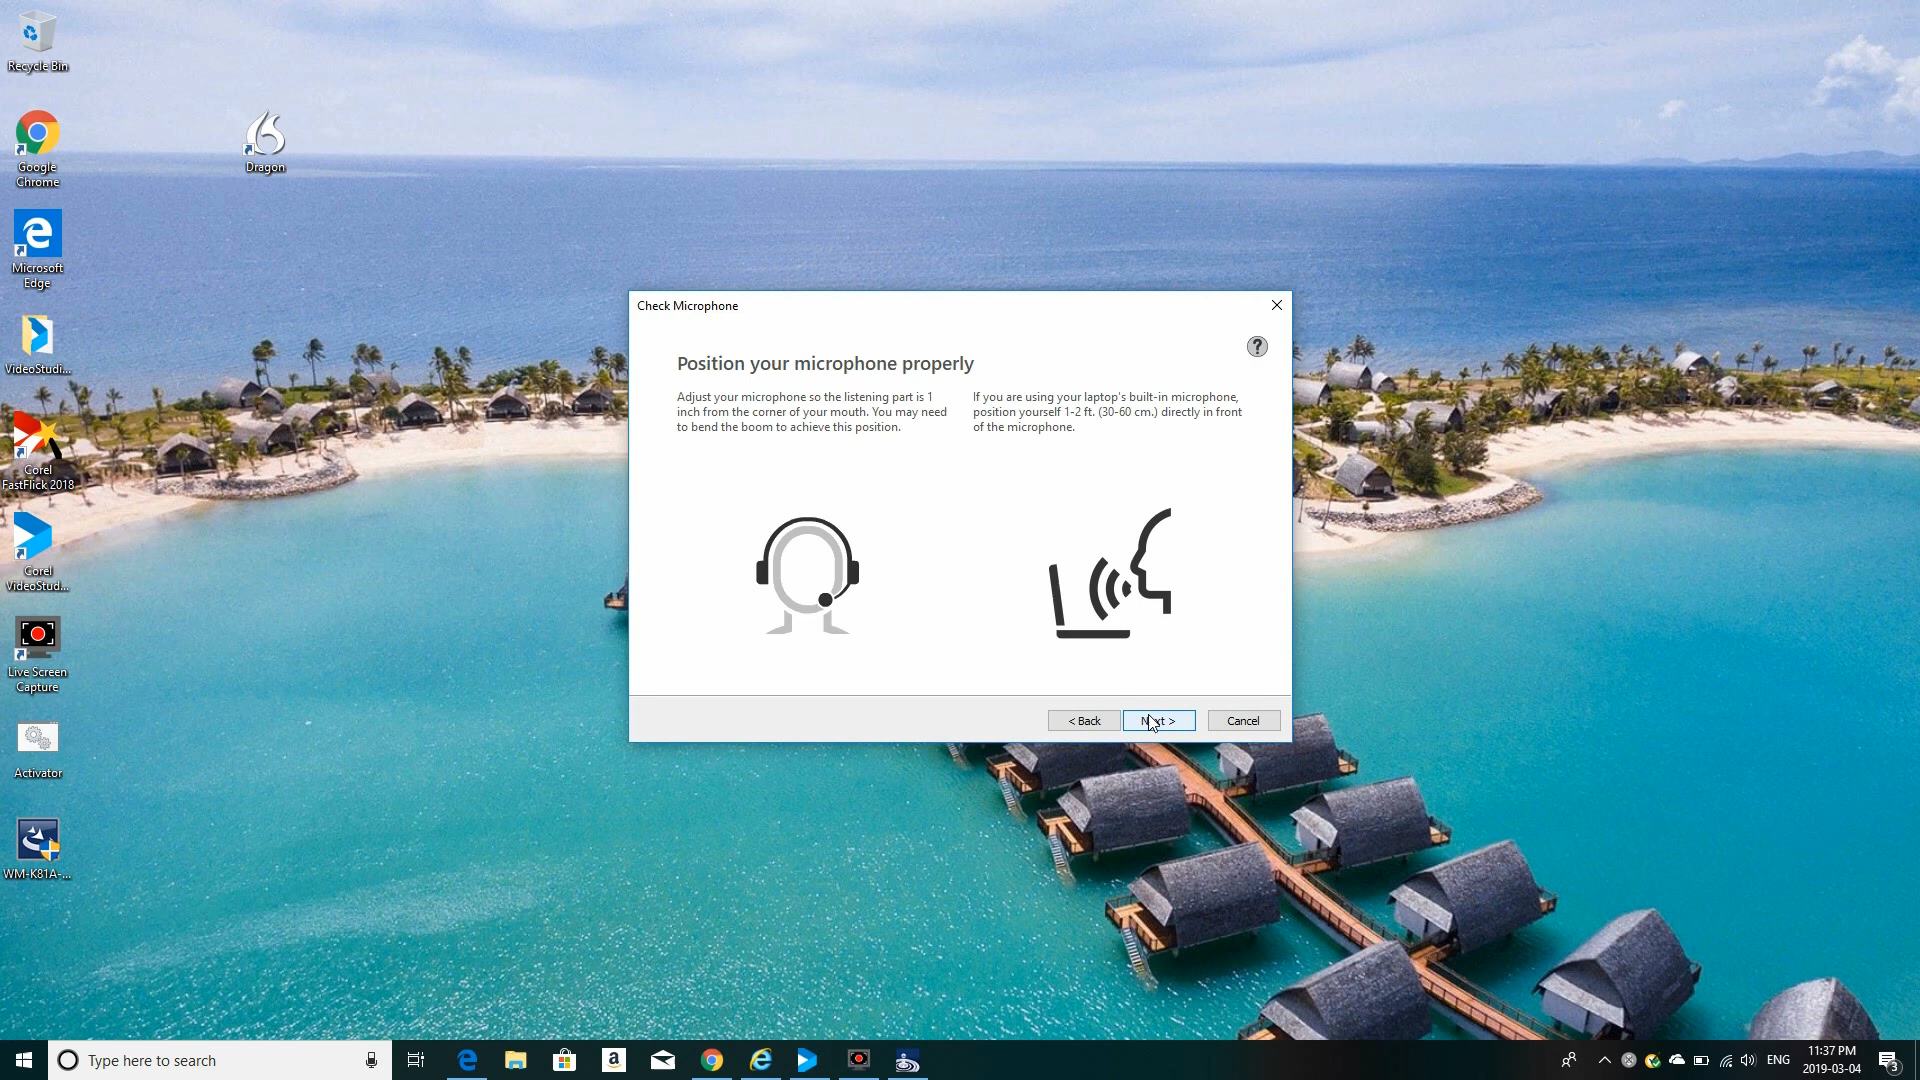 Recycle Bin
Google
Chrome
Dragon
Microsoft
Edge
VideoStudi...
Corel
FastFlick 2018
Corel
VideoStud...
Live Screen
Capture
Activator
WM-K81A-...
Check Microphone
?
Position your microphone properly
Adjust your microphone so the listening part is 1
inch from the corner of your mouth. You may need
to bend the boom to achieve this position.
If you are using your laptop's built-in microphone,
position yourself 1-2 ft. (30-60 cm.) directly in front
of the microphone.
< Back
Cancel
Type here to search
ENG
11:37 PM
2019-03-04
3